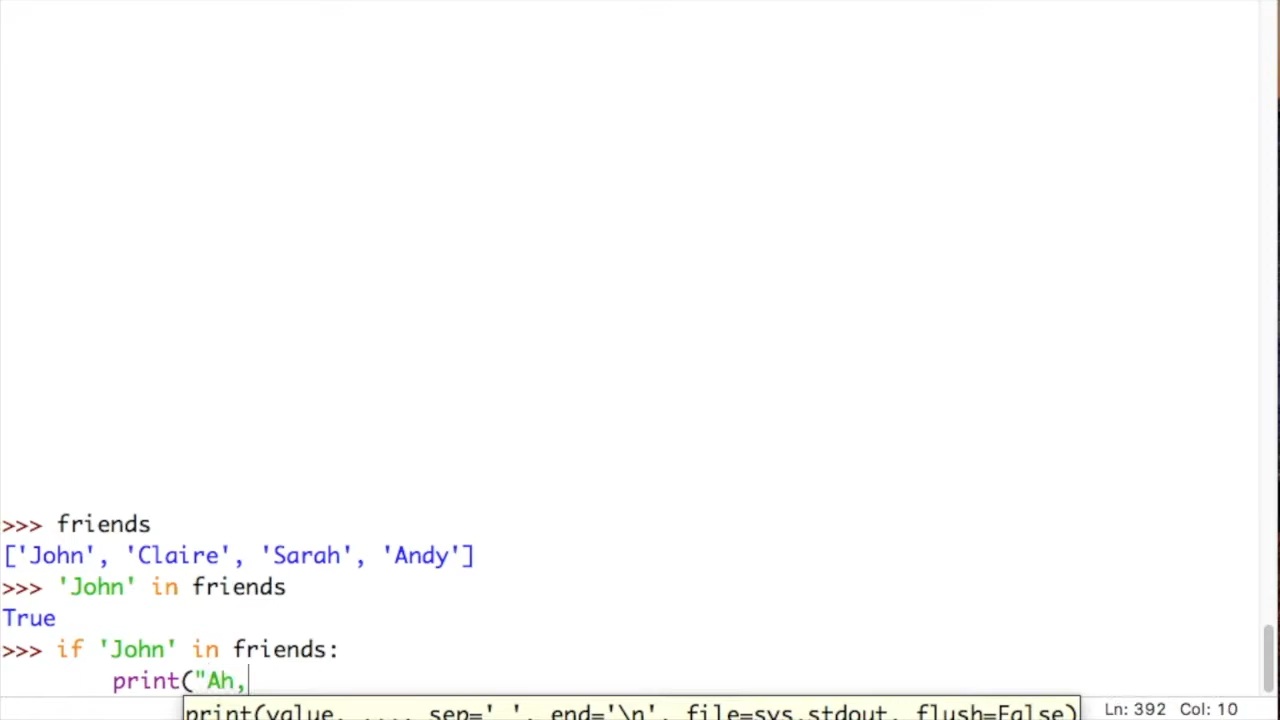 >>> friends
['John', 'Claire', 'Sarah', 'Andy']
>>> 'John' in friends
True
>>> if 'John' in friends:
print("Ah,
print(value, ..., sep=' ', end='\n', file=sys.stdout, flush=False)
Ln: 392 Col: 10